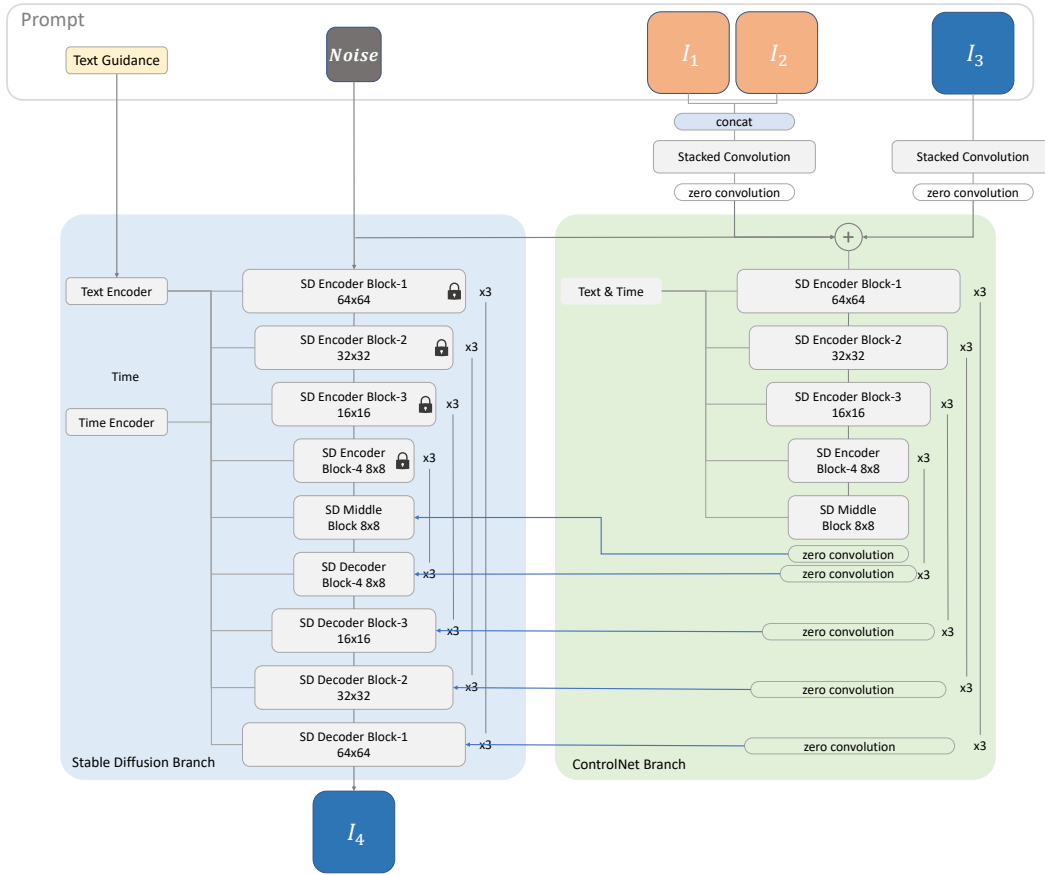 Prompt
Text Guidance
Noise
I₁
I₂
I₃
concat
Stacked Convolution
Stacked Convolution
zero convolution
zero convolution
+
Text Encoder
SD Encoder Block-1
64x64
x3
SD Encoder Block-2
32x32
x3
Time
SD Encoder Block-3
16x16
x3
Time Encoder
SD Encoder
Block-4 8x8
x3
SD Middle
Block 8x8
SD Decoder
Block-4 8x8
x3
SD Decoder Block-3
16x16
x3
SD Decoder Block-2
32x32
x3
SD Decoder Block-1
64x64
x3
Stable Diffusion Branch
Text & Time
SD Encoder Block-1
64x64
x3
SD Encoder Block-2
32x32
x3
SD Encoder Block-3
16x16
x3
SD Encoder
Block-4 8x8
x3
SD Middle
Block 8x8
zero convolution
zero convolution
x3
zero convolution
x3
zero convolution
x3
zero convolution
x3
ControlNet Branch
I₄